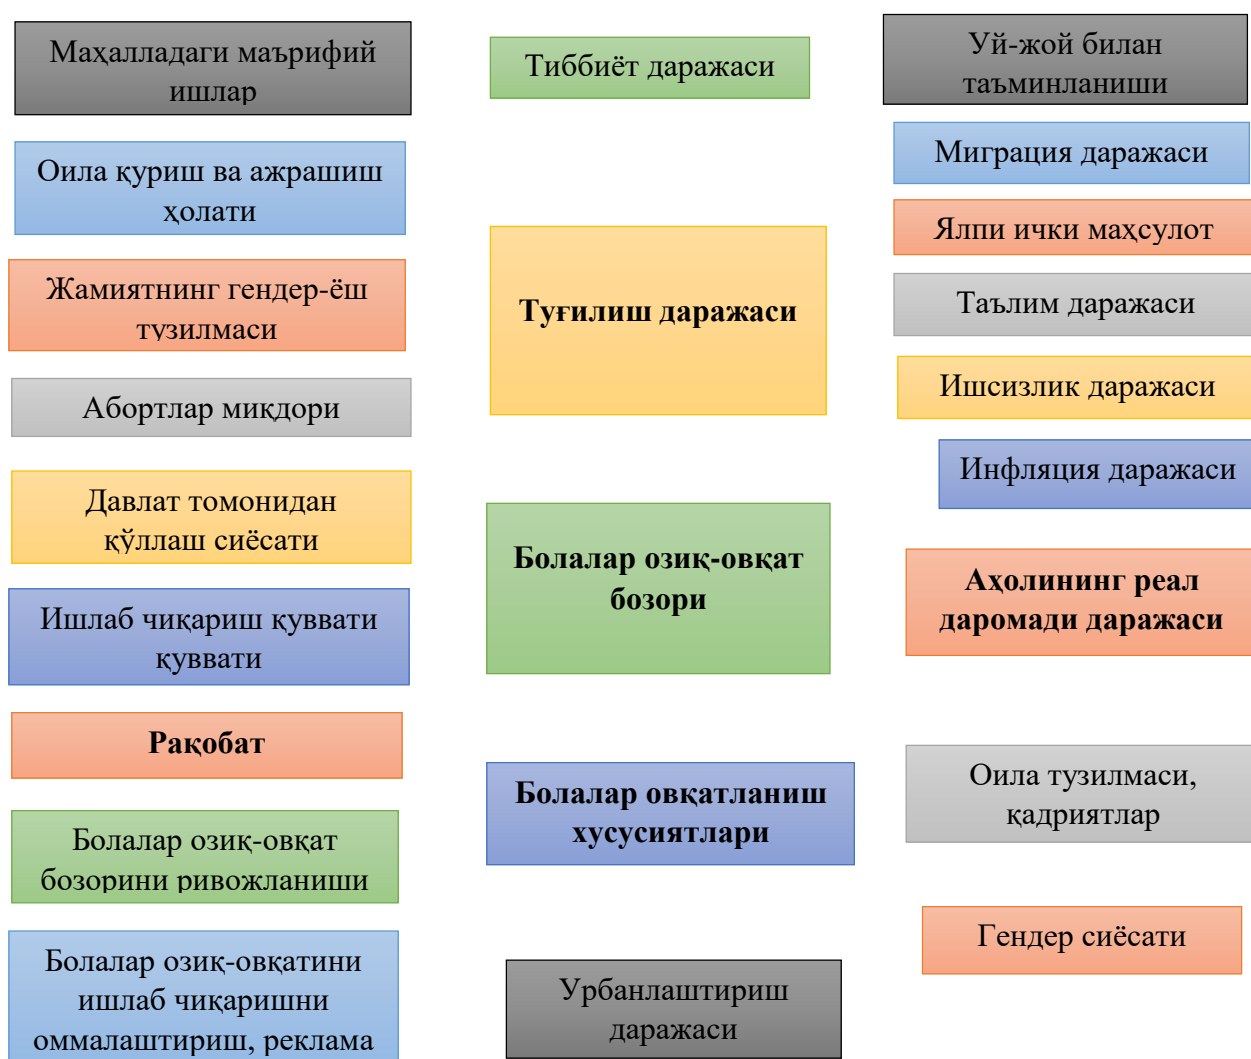 Маҳалладаги маърифий
ишлар
Оила қуриш ва ажрашиш
ҳолати
Жамиятнинг гендер-ёш
тузилмаси
Абортлар миқдори
Давлат томонидан
қўллаш сиёсати
Ишлаб чиқариш қуввати
қуввати
Рақобат
Болалар озиқ-овқат
бозорини ривожланиши
Болалар озиқ-овқатини
ишлаб чиқаришни
оммалаштириш, реклама
Тиббиёт даражаси
Туғилиш даражаси
Болалар озиқ-овқат
бозори
Болалар овқатланиш
хусусиятлари
Урбанлаштириш
даражаси
Уй-жой билан
таъминланиши
Миграция даражаси
Ялпи ички маҳсулот
Таълим даражаси
Ишсизлик даражаси
Инфляция даражаси
Аҳолининг реал
даромади даражаси
Оила тузилмаси,
қадриятлар
Гендер сиёсати